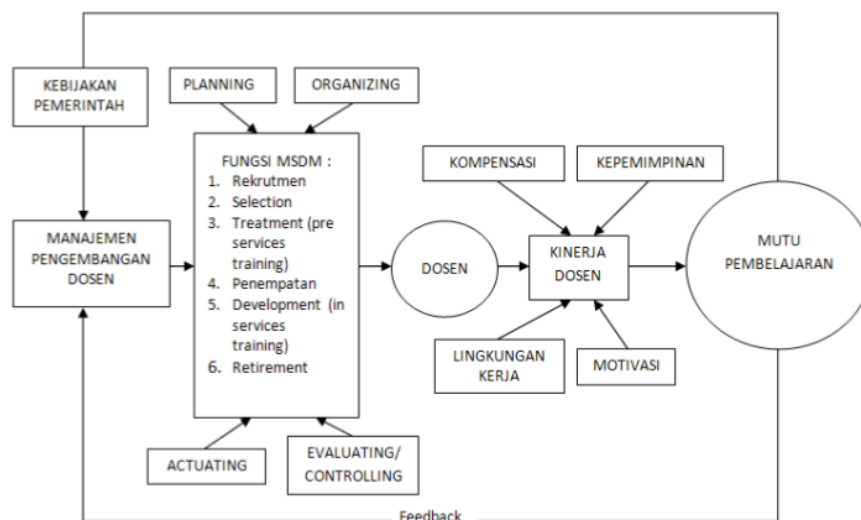 KEBIJAKAN
PEMERINTAH
PLANNING
ORGANIZING
MANAJEMEN
PENGEMBANGAN
DOSEN
FUNGSI MSDM :
1. Rekrutmen
2. Selection
3. Treatment (pre
services
training)
4. Penempatan
5. Development (in
services
training)
6. Retirement
ACTUATING
EVALUATING/
CONTROLLING
DOSEN
KOMPENSASI
KEPEMIMPINAN
KINERJA
DOSEN
LINGKUNGAN
KERJA
MOTIVASI
MUTU
PEMBELAJARAN
Feedback